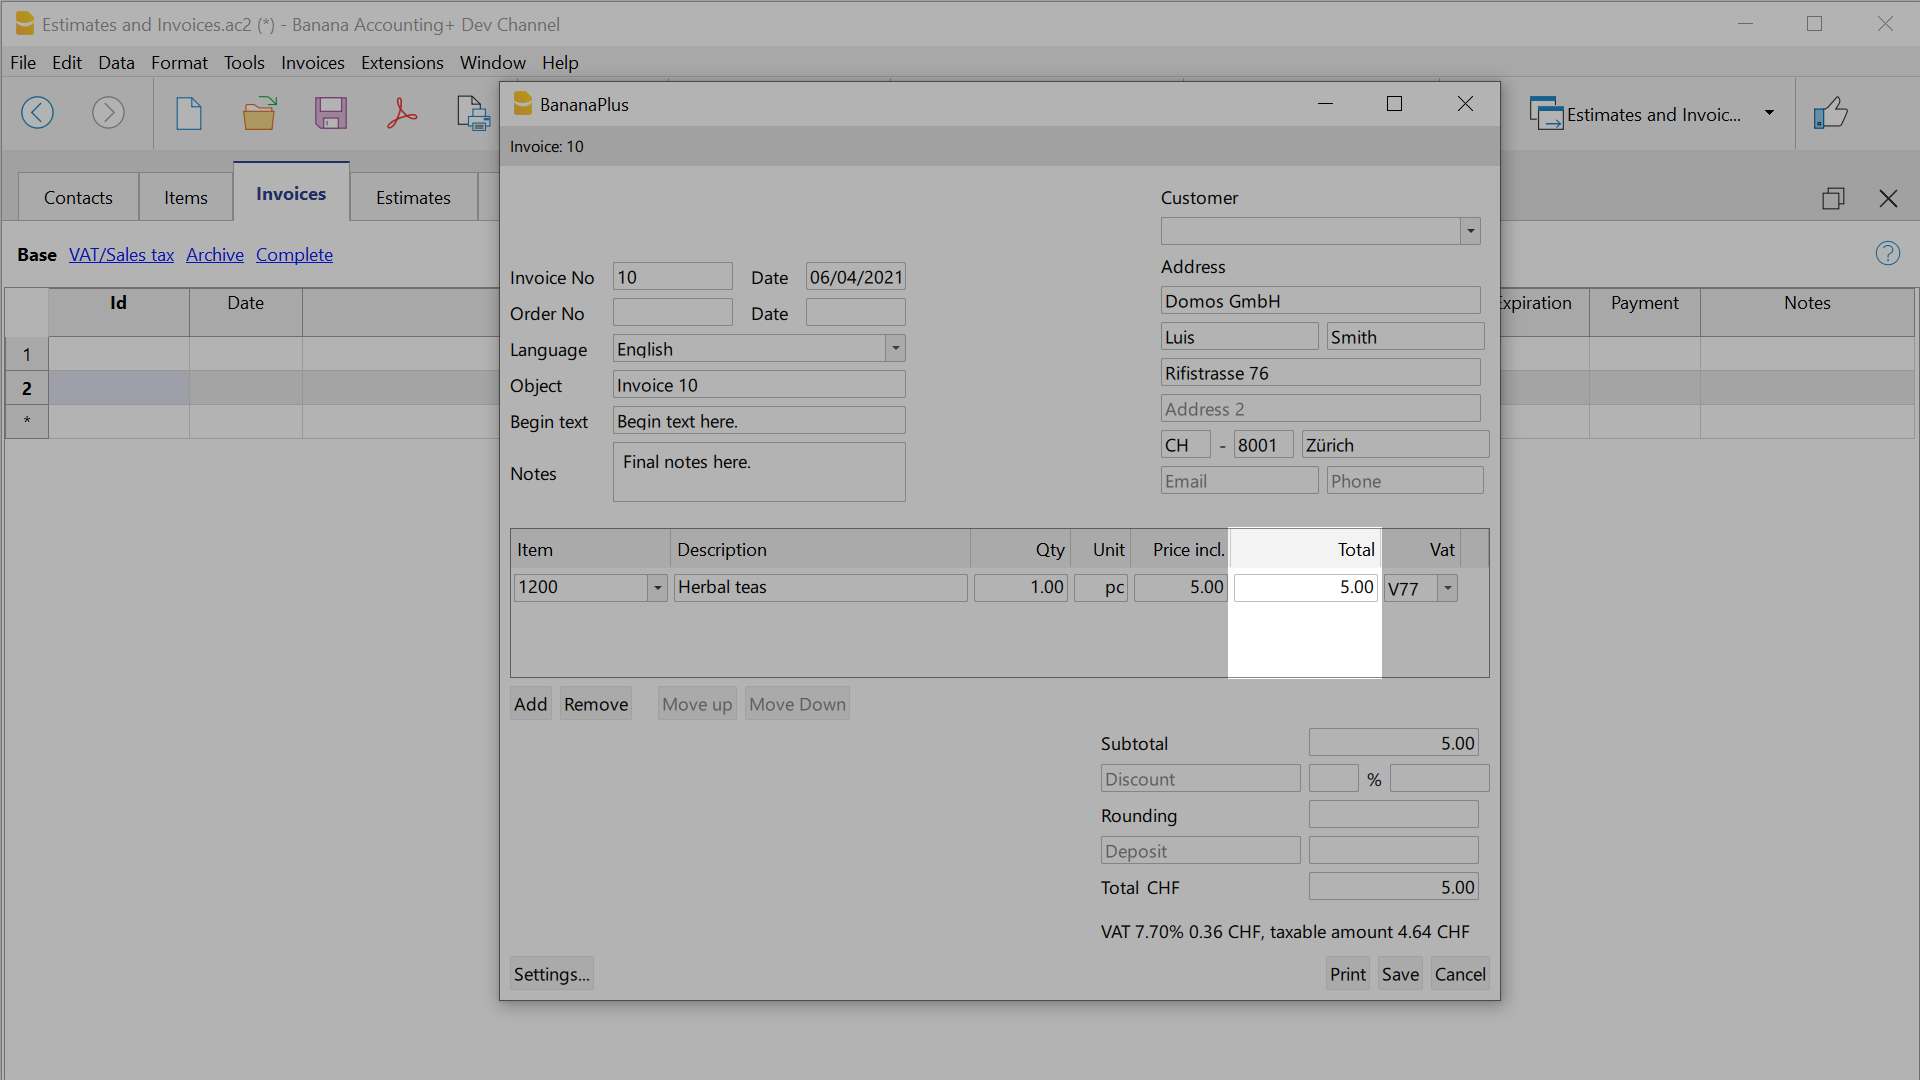 Estimates and Invoices.ac2 (*) - Banana Accounting+ Dev Channel
File Edit Data Format Tools Invoices Extensions Window Help
Estimates and Invoic...
BananaPlus
Invoice: 10
Contacts Items Invoices Estimates
Base VAT/Sales tax Archive Complete
Id Date Expiration Payment Notes
1
2
*
Customer
Address
Invoice No 10 Date 06/04/2021
Domos GmbH
Order No Date
Luis Smith
Language English
Rifistrasse 76
Object Invoice 10
Address 2
Begin text Begin text here.
CH - 8001 Zürich
Notes Final notes here.
Email Phone
Item Description Qty Unit Price incl. Total Vat
1200 Herbal teas 1.00 pc 5.00 5.00 V77
Add Remove Move up Move Down
Subtotal 5.00
Discount %
Rounding
Deposit
Total CHF 5.00
VAT 7.70% 0.36 CHF, taxable amount 4.64 CHF
Settings... Print Save Cancel